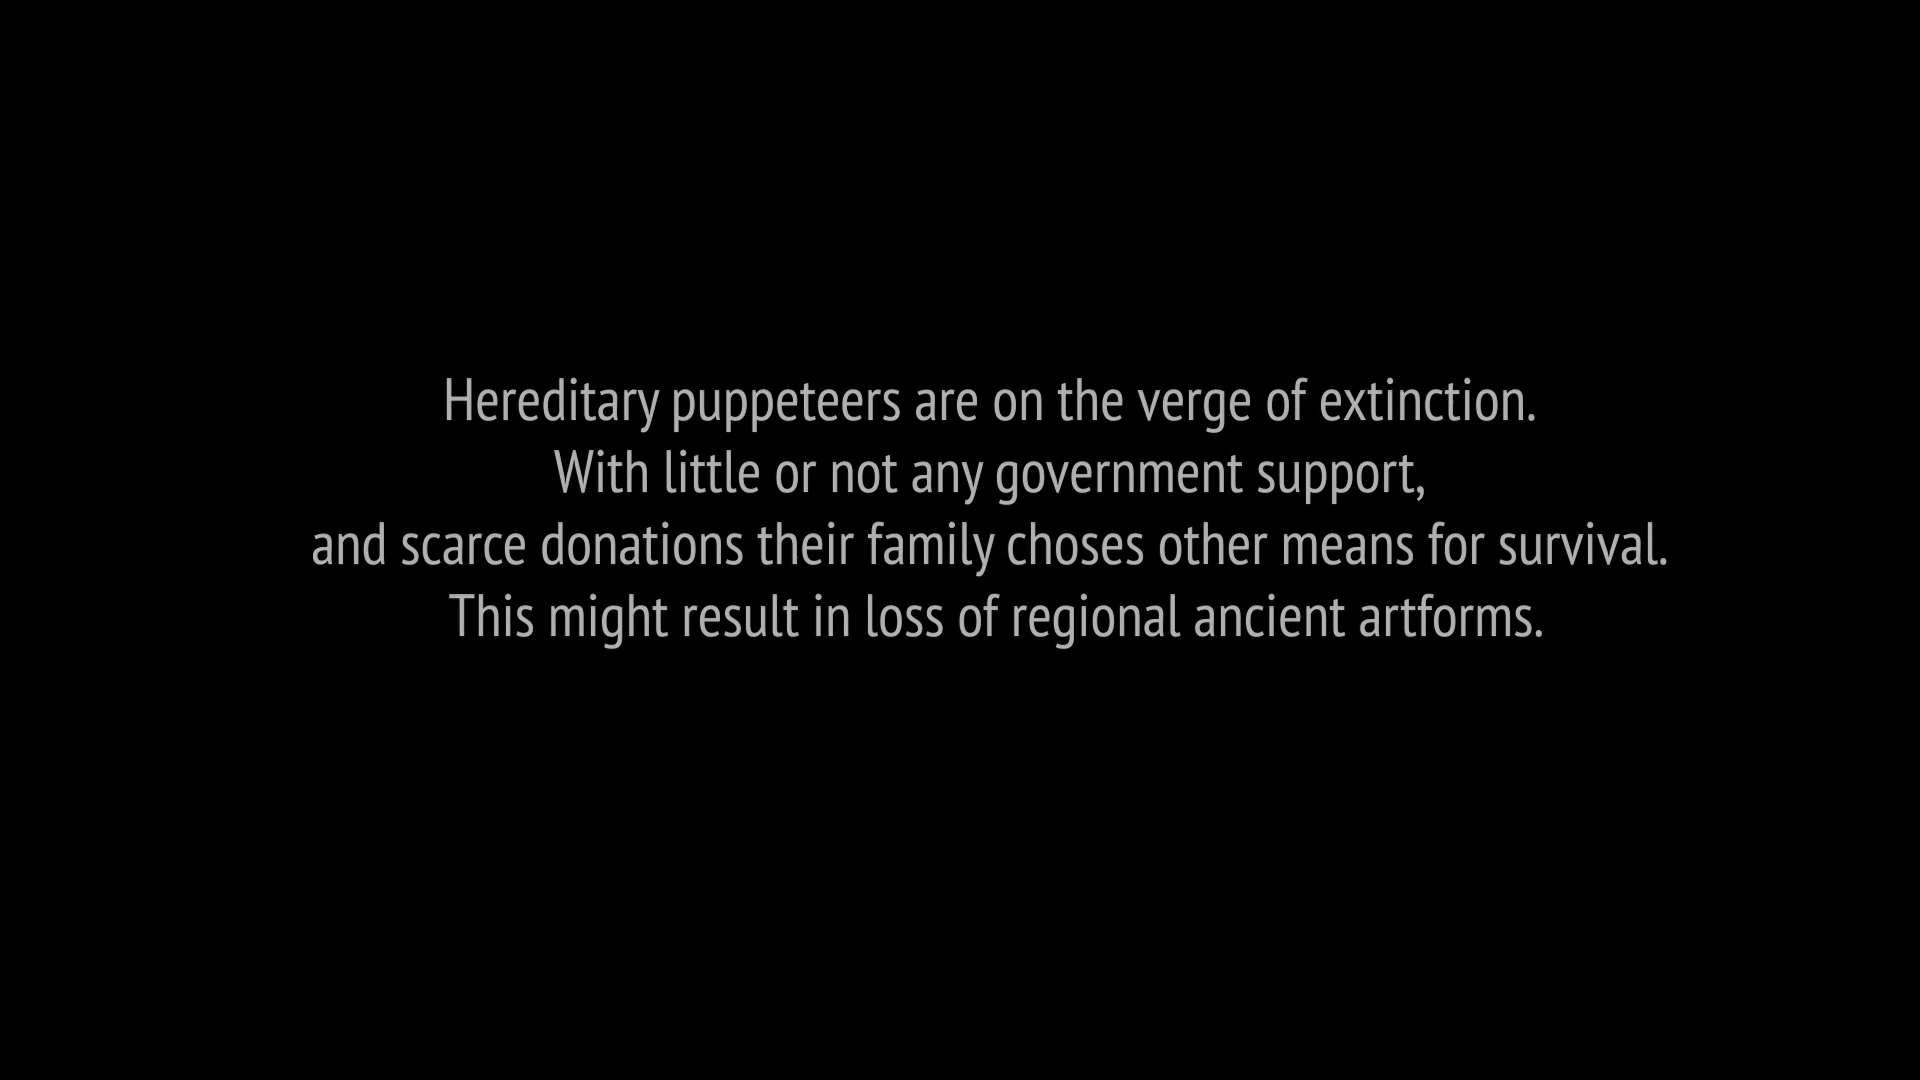 Hereditary puppeteers are on the verge of extinction.
With little or not any government support,
and scarce donations their family choses other means for survival.
This might result in loss of regional ancient artforms.